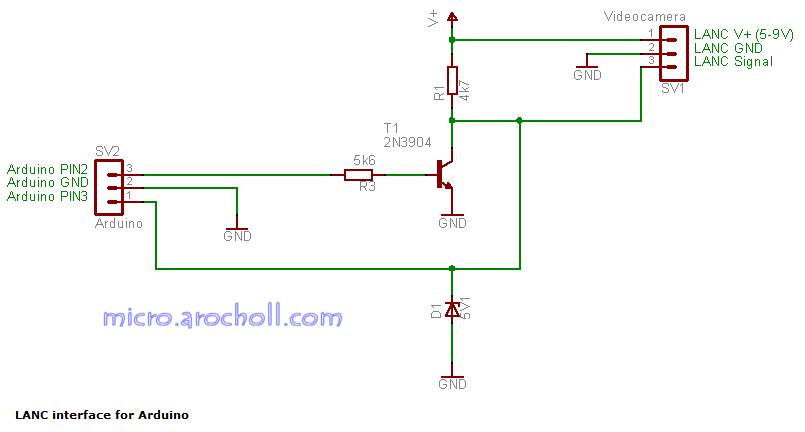 V+
Videocamera
1 LANC V+ (5-9V)
2 LANC GND
3 LANC Signal
GND
SV1
R1
4k7
T1
2N3904
SV2
5k6
R3
Arduino PIN2 3
Arduino GND 2
Arduino PIN3 1
Arduino
GND
GND
D1
5V1
micro.arocholl.com
GND
LANC interface for Arduino